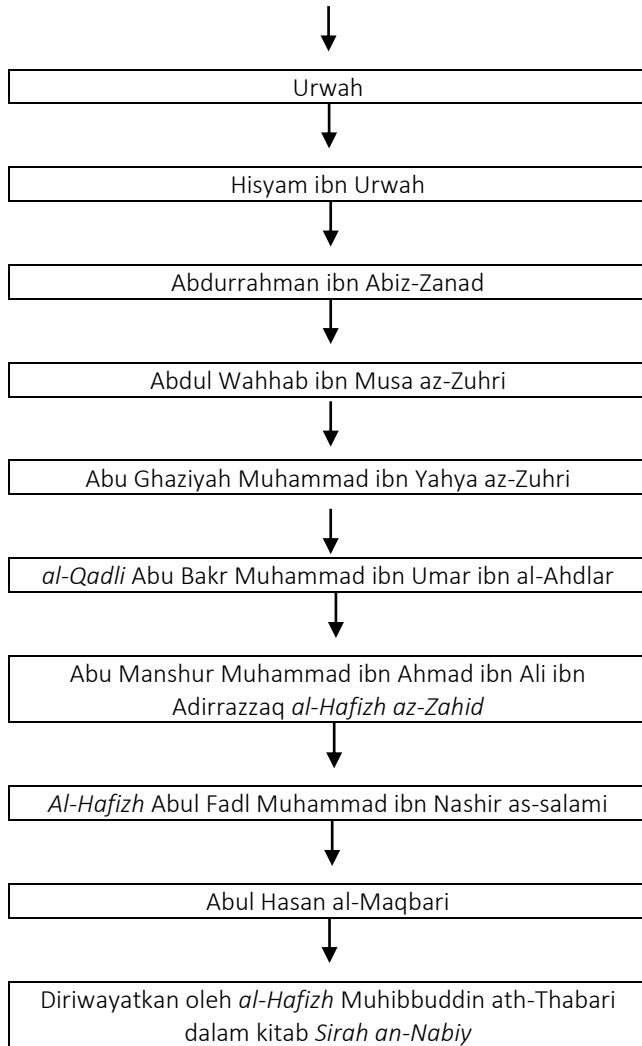 Urwah
Hisyam ibn Urwah
Abdurrahman ibn Abiz-Zanad
Abdul Wahhab ibn Musa az-Zuhri
Abu Ghaziyah Muhammad ibn Yahya az-Zuhri
al-Qadli Abu Bakr Muhammad ibn Umar ibn al-Ahdlar
Abu Manshur Muhammad ibn Ahmad ibn Ali ibn
Adirrazzaq al-Hafizh az-Zahid
Al-Hafizh Abul Fadl Muhammad ibn Nashir as-salami
Abul Hasan al-Maqbari
Diriwayatkan oleh al-Hafizh Muhibbuddin ath-Thabari
dalam kitab Sirah an-Nabiy